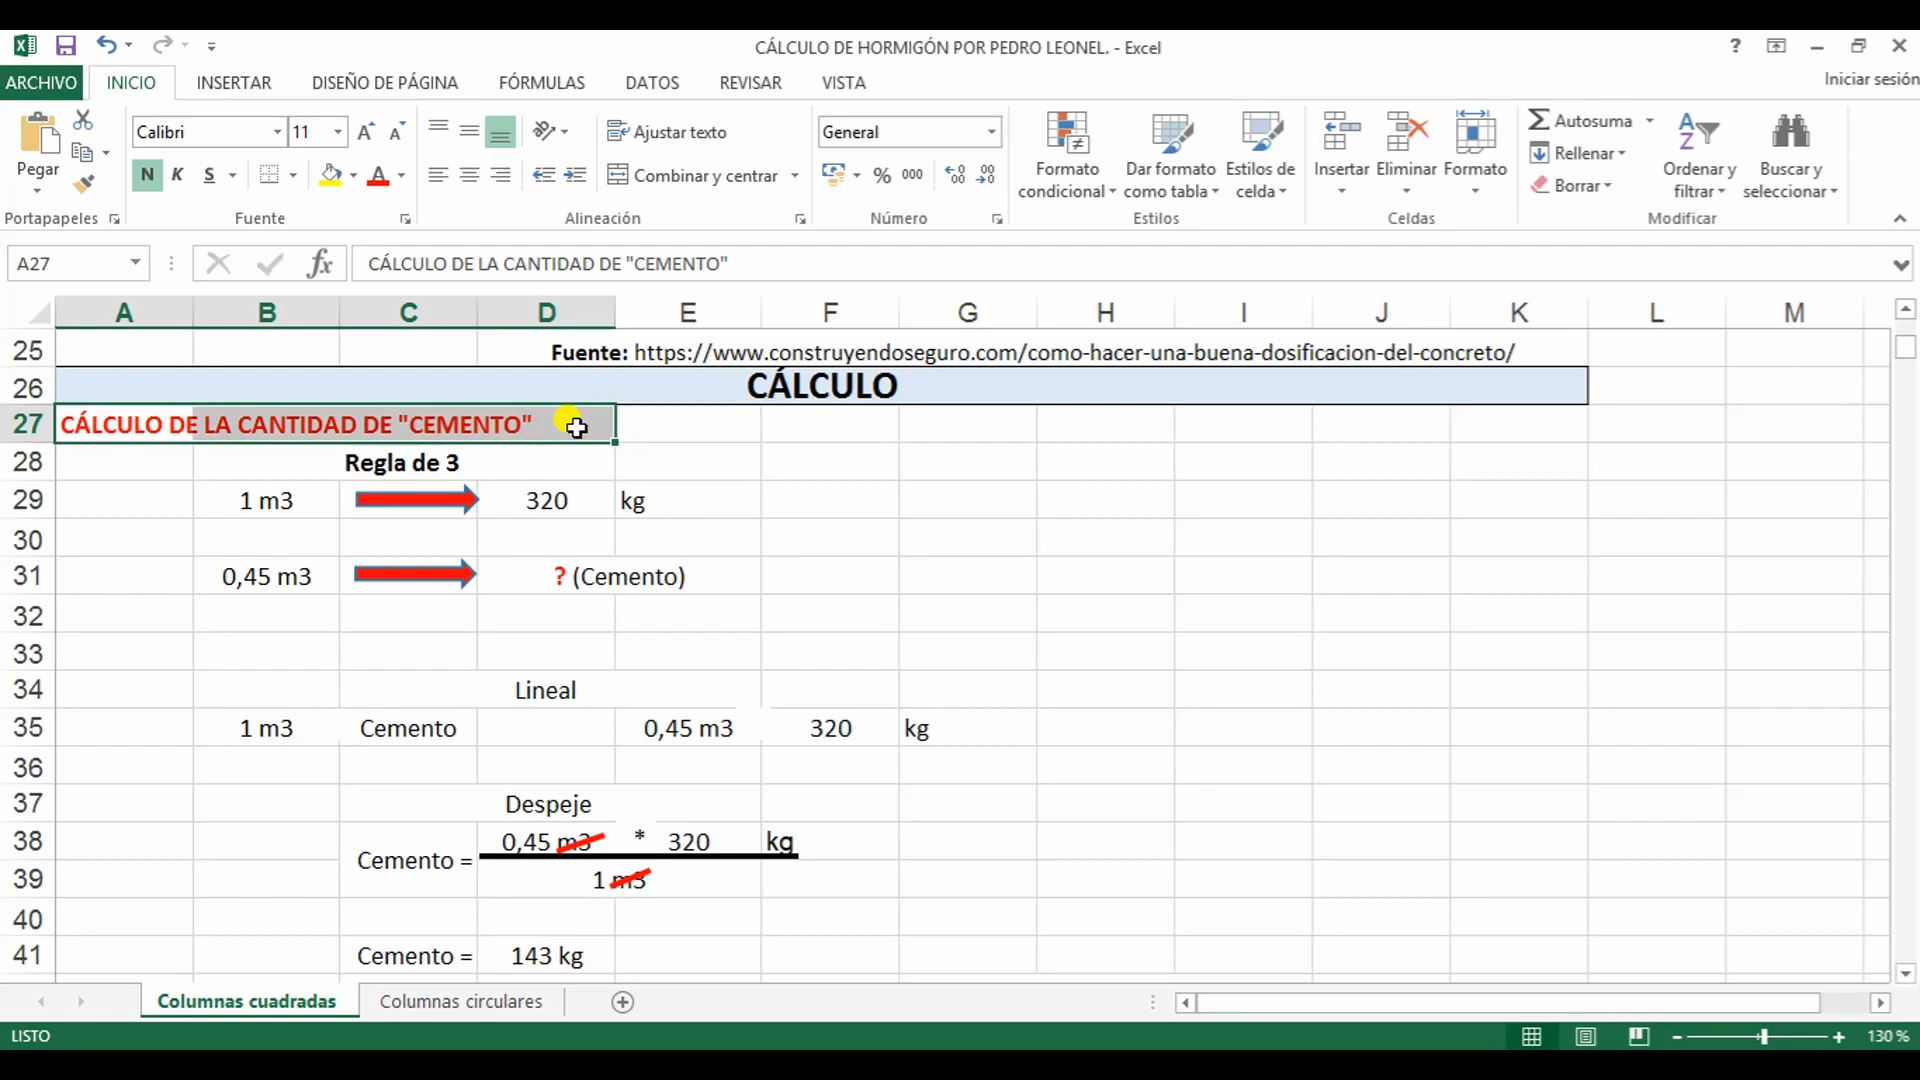 CÁLCULO DE HORMIGÓN POR PEDRO LEONEL. - Excel
?
ARCHIVO INICIO INSERTAR DISEÑO DE PÁGINA FÓRMULAS DATOS REVISAR VISTA Iniciar sesión
Pegar
Portapapeles
Calibri 11
N K S A
Fuente
Ajustar texto
Combinar y centrar
Alineación
General
% 000
Número
Formato condicional
Dar formato como tabla
Estilos de celda
Estilos
Insertar Eliminar Formato
Celdas
Autosuma
Rellenar
Borrar
Ordenar y filtrar
Buscar y seleccionar
Modificar
A27 fx CÁLCULO DE LA CANTIDAD DE "CEMENTO"
A B C D E F G H I J K L M
25 Fuente: https://www.construyendoseguro.com/como-hacer-una-buena-dosificacion-del-concreto/
26 CÁLCULO
27 CÁLCULO DE LA CANTIDAD DE "CEMENTO"
28 Regla de 3
29 1 m3 320 kg
30
31 0,45 m3 ? (Cemento)
32
33
34 Lineal
35 1 m3 Cemento 0,45 m3 320 kg
36
37 Despeje
38 0,45 m3 * 320 kg
Cemento =
39 1 m3
40
41 Cemento = 143 kg
Columnas cuadradas Columnas circulares
LISTO 130 %